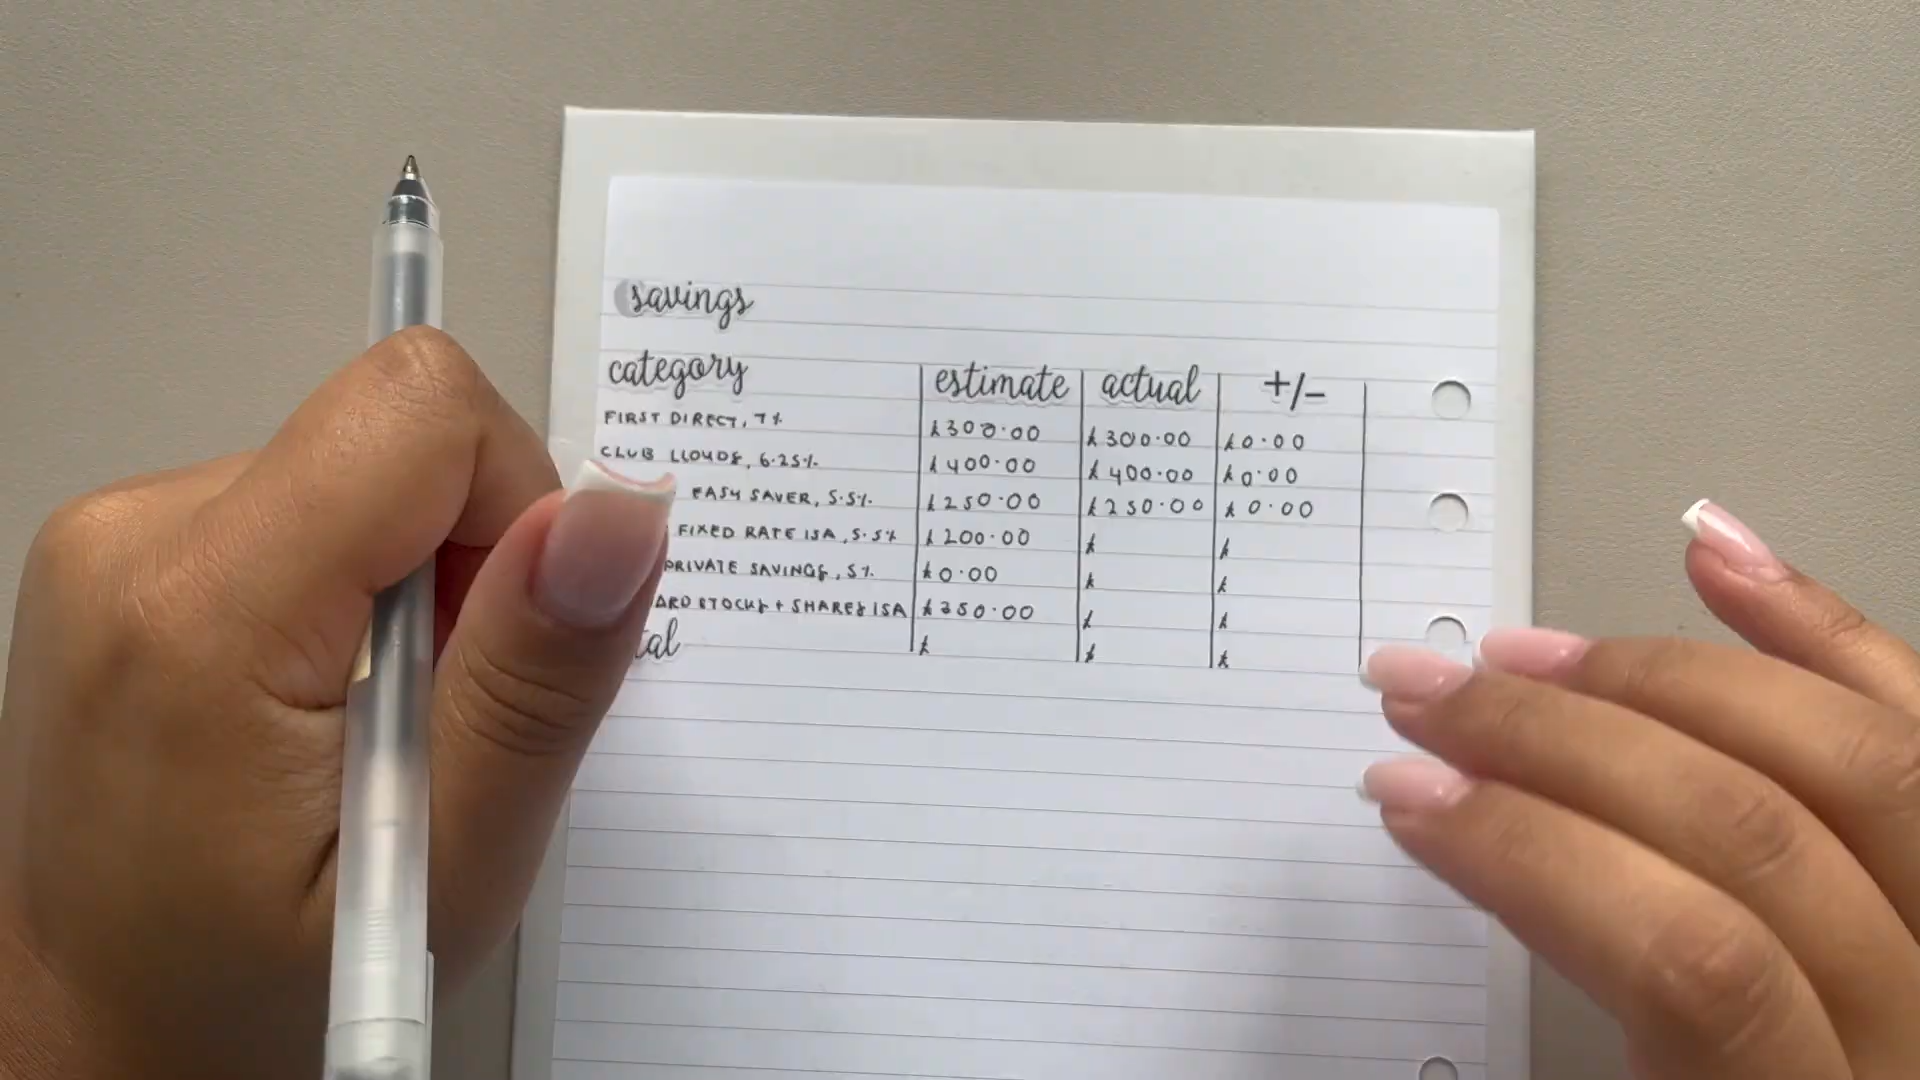 savings
category estimate actual +/-
FIRST DIRECT, 7% £300.00 £300.00 £0.00
CLUB LLOYDS, 6.25% £400.00 £400.00 £0.00
EASY SAVER, 5.5% £250.00 £250.00 £0.00
FIXED RATE ISA, 5.5% £200.00 £ £
PRIVATE SAVINGS, 5% £0.00 £ £
STOCKS + SHARES ISA £350.00 £ £
£ £ £